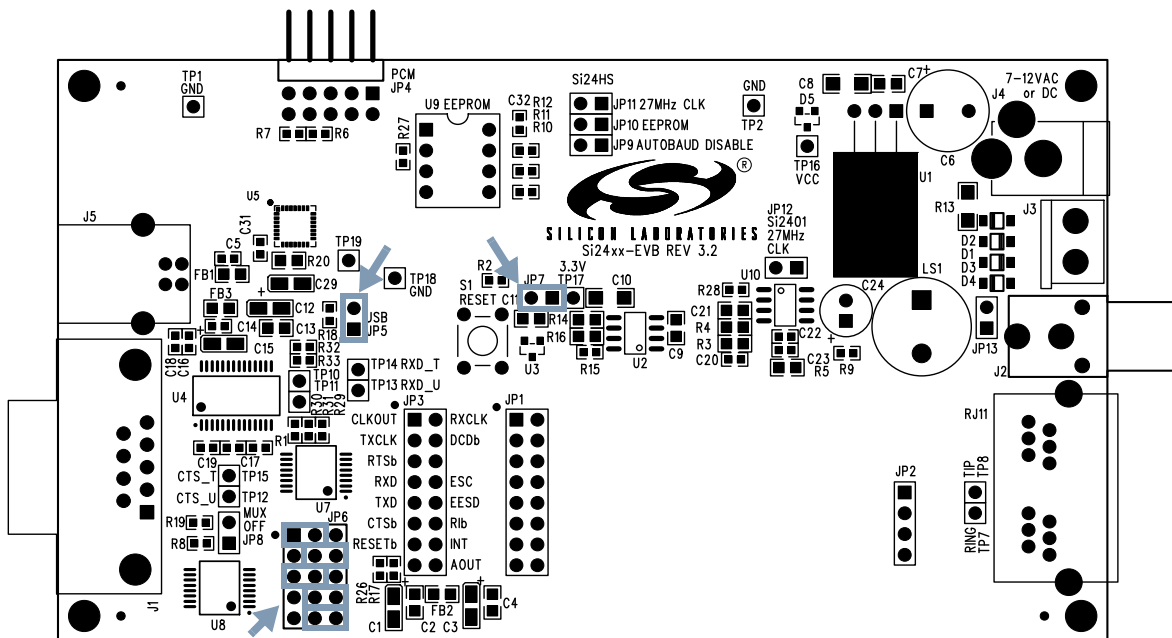 TP1
GND
PCM
JP4
R7
R6
U9 EEPROM
R27
C32
R12
R11
R10
Si24HS
JP11 27MHz CLK
JP10 EEPROM
JP9 AUTOBAUD DISABLE
GND
TP2
C8
D5
TP16
VCC
C7
+
C6
7-12VAC
or DC
J4
U1
R13
J3
D2
D1
D3
D4
®
SILICON LABORATORIES
Si24xx-EVB REV 3.2
JP12
Si2401
27MHz
CLK
J5
U5
C31
C5
FB1
R20
C29
TP19
TP18
GND
FB3
+
C12
C14
C13
C15
+
C18
C16
R18
R32
R32
USB
JP5
S1
RESET
R2
C11
JP7
3.3V
TP17
C10
R14
R16
R15
U3
U2
C9
U10
R28
C21
R4
R3
C20
C22
C23
R5
R9
+
C24
LS1
JP13
J2
U4
TP10
TP11
TP14 RXD_T
TP13 RXD_U
R30
R31
R29
R1
C19
C17
CTS_T
TP15
CTS_U
TP12
MUX
OFF
JP8
R19
R8
U7
U8
J1
JP6
JP3
JP1
CLKOUT
RXCLK
TXCLK
DCDb
RTSb
RXD
ESC
TXD
EESD
CTSb
RIb
RESETb
INT
AOUT
R26
R17
C1
+
C2
FB2
C3
+
C4
JP2
TIP
TP8
RING
TP7
RJ11